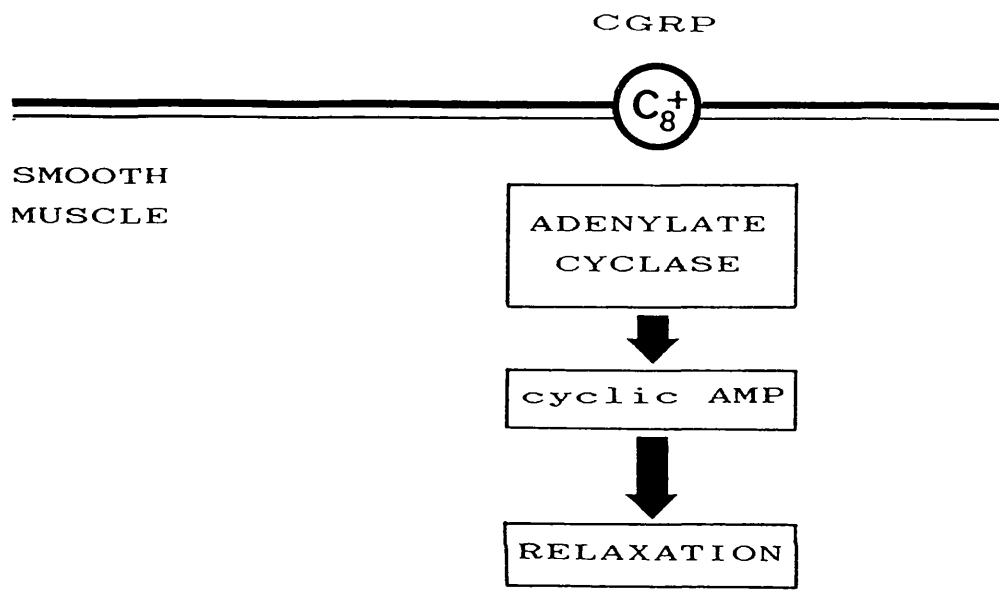 CGRP
C8+
SMOOTH
MUSCLE
ADENYLATE
CYCLASE
cyclic AMP
RELAXATION